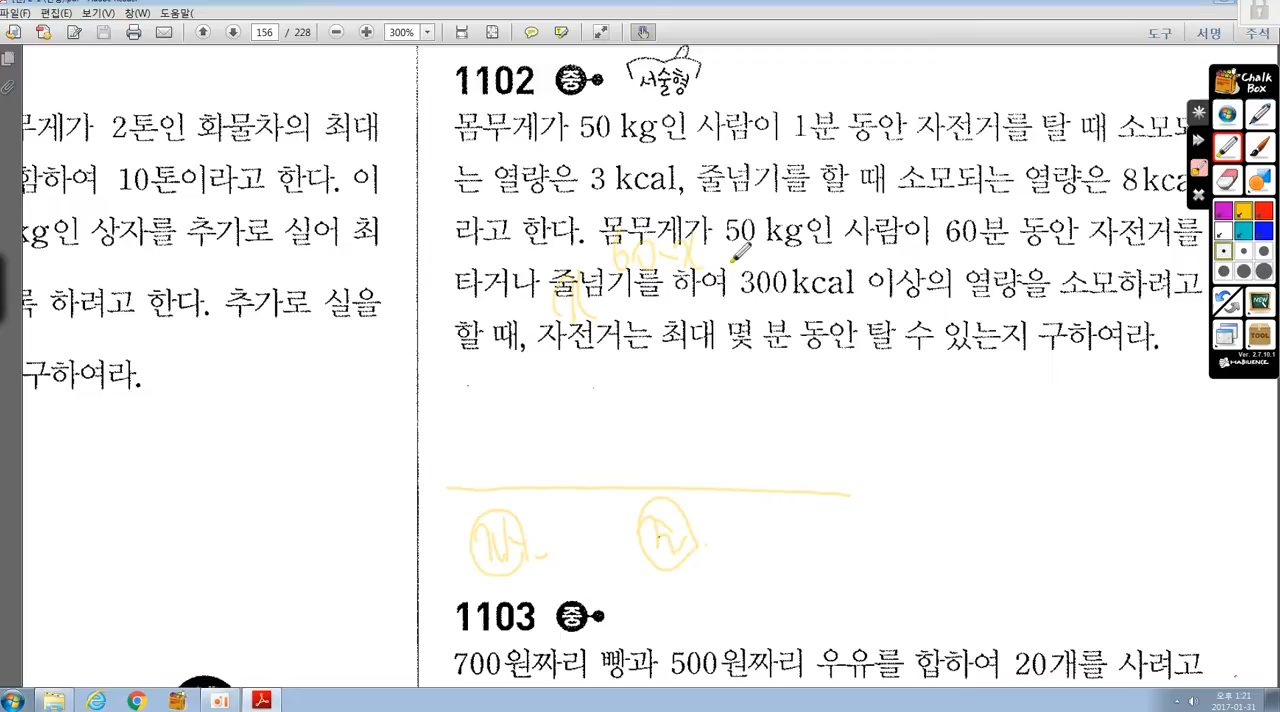 파일(F) 편집(E) 보기(V) 창(W) 도움말(
156 / 228 300% 도구 서명 주석
무게가 2톤인 화물차의 최대
함하여 10톤이라고 한다. 이
kg인 상자를 추가로 실어 최
록 하려고 한다. 추가로 실을
구하여라.
1102 중 서술형
몸무게가 50 kg인 사람이 1분 동안 자전거를 탈 때 소모되
는 열량은 3 kcal, 줄넘기를 할 때 소모되는 열량은 8kca
라고 한다. 몸무게가 50 kg인 사람이 60분 동안 자전거를
60-x
타거나 줄넘기를 하여 300kcal 이상의 열량을 소모하려고
x
할 때, 자전거는 최대 몇 분 동안 탈 수 있는지 구하여라.
자 줄
1103 중
700원짜리 빵과 500원짜리 우유를 합하여 20개를 사려고
Chalk
Box
TOOL
Ver. 2.7.10.1
HABILIENCE
오후 1:21
2017-01-31